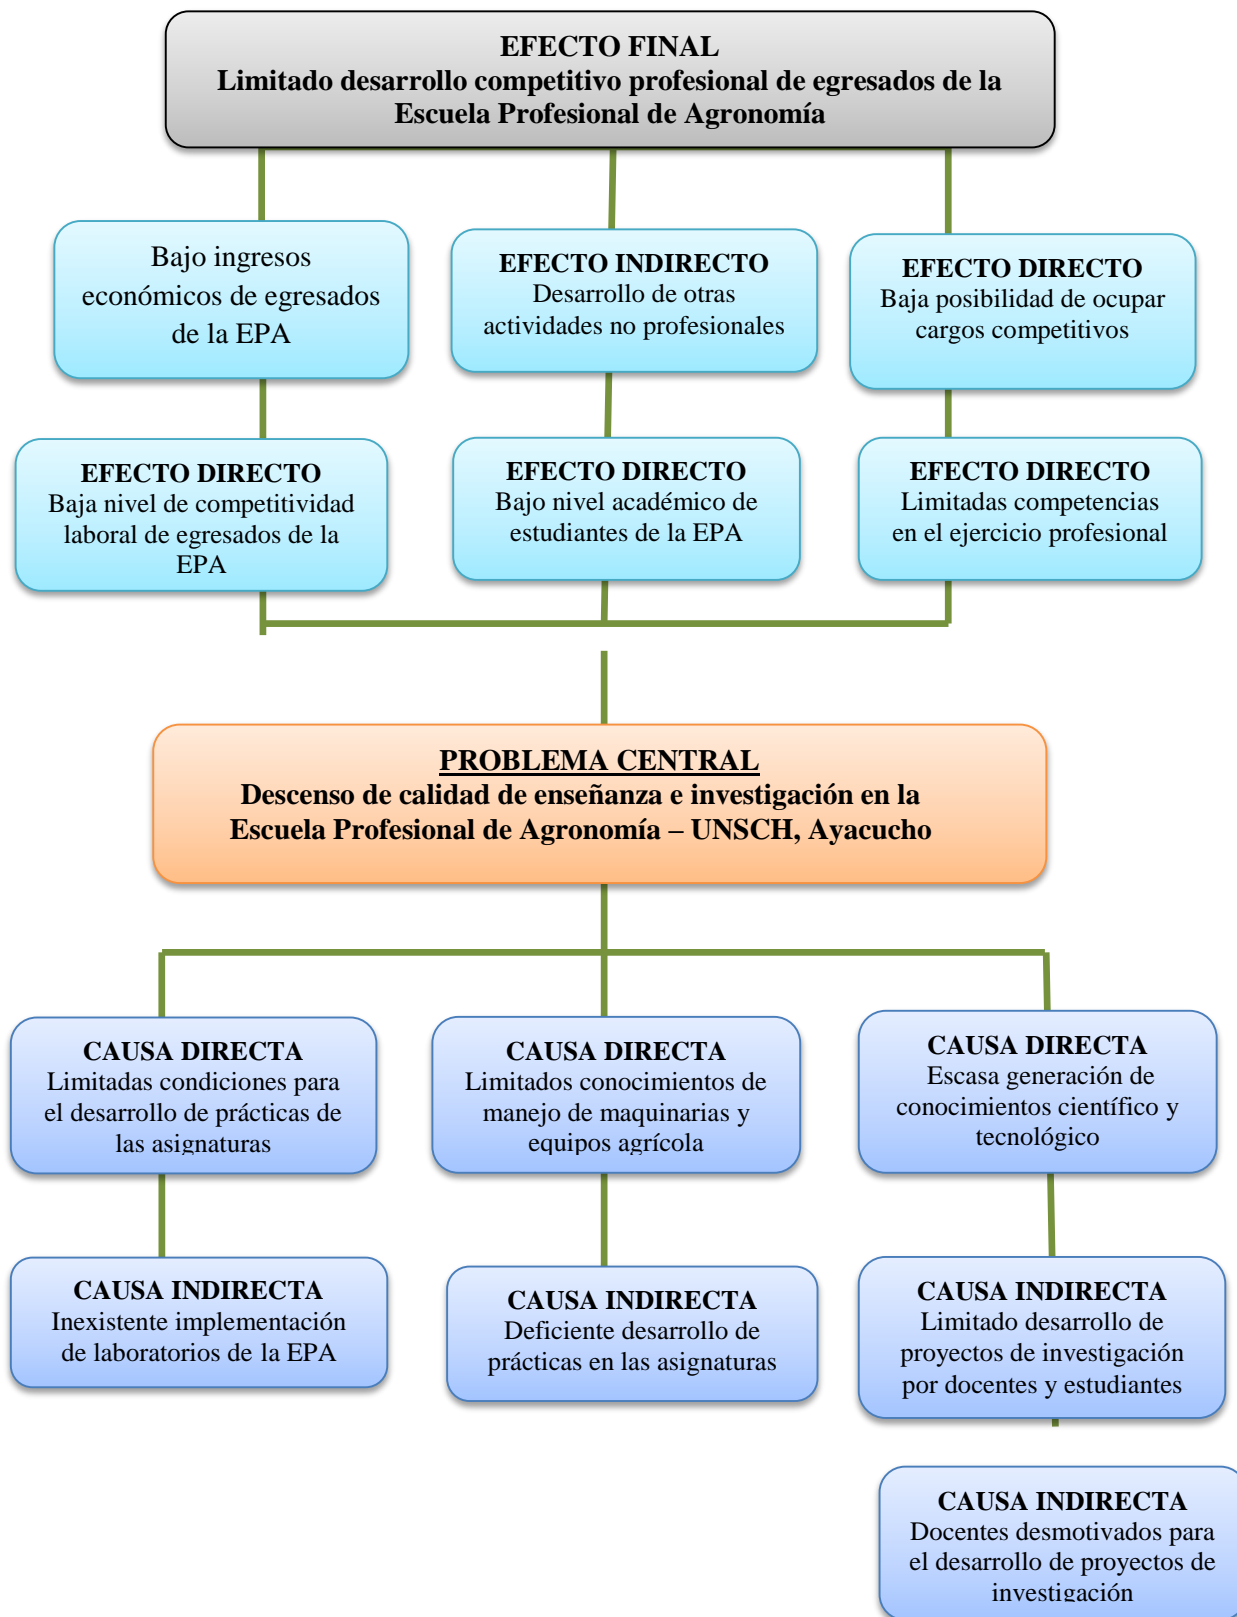 EFECTO FINAL
Limitado desarrollo competitivo profesional de egresados de la
Escuela Profesional de Agronomía
Bajo ingresos
económicos de egresados
de la EPA
EFECTO INDIRECTO
Desarrollo de otras
actividades no profesionales
EFECTO DIRECTO
Baja posibilidad de ocupar
cargos competitivos
EFECTO DIRECTO
Baja nivel de competitividad
laboral de egresados de la
EPA
EFECTO DIRECTO
Bajo nivel académico de
estudiantes de la EPA
EFECTO DIRECTO
Limitadas competencias
en el ejercicio profesional
PROBLEMA CENTRAL
Descenso de calidad de enseñanza e investigación en la
Escuela Profesional de Agronomía – UNSCH, Ayacucho
CAUSA DIRECTA
Limitadas condiciones para
el desarrollo de prácticas de
las asignaturas
CAUSA DIRECTA
Limitados conocimientos de
manejo de maquinarias y
equipos agrícola
CAUSA DIRECTA
Escasa generación de
conocimientos científico y
tecnológico
CAUSA INDIRECTA
Inexistente implementación
de laboratorios de la EPA
CAUSA INDIRECTA
Deficiente desarrollo de
prácticas en las asignaturas
CAUSA INDIRECTA
Limitado desarrollo de
proyectos de investigación
por docentes y estudiantes
CAUSA INDIRECTA
Docentes desmotivados para
el desarrollo de proyectos de
investigación